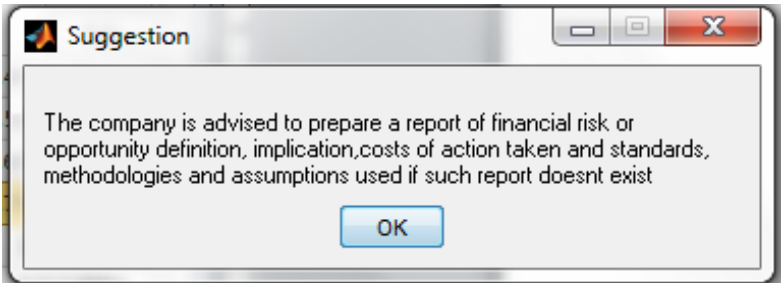 Suggestion
The company is advised to prepare a report of financial risk or
opportunity definition, implication,costs of action taken and standards,
methodologies and assumptions used if such report doesnt exist
OK